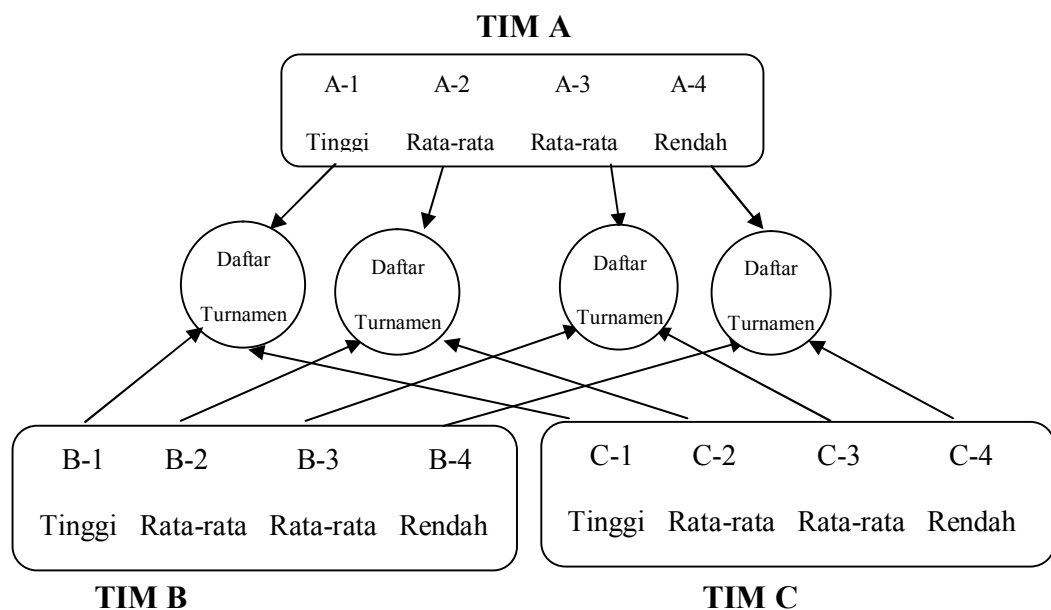 TIM A
A-1 A-2 A-3 A-4
Tinggi Rata-rata Rata-rata Rendah
Daftar Daftar Daftar Daftar
Turnamen Turnamen Turnamen Turnamen
B-1 B-2 B-3 B-4
Tinggi Rata-rata Rata-rata Rendah
C-1 C-2 C-3 C-4
Tinggi Rata-rata Rata-rata Rendah
TIM B
TIM C